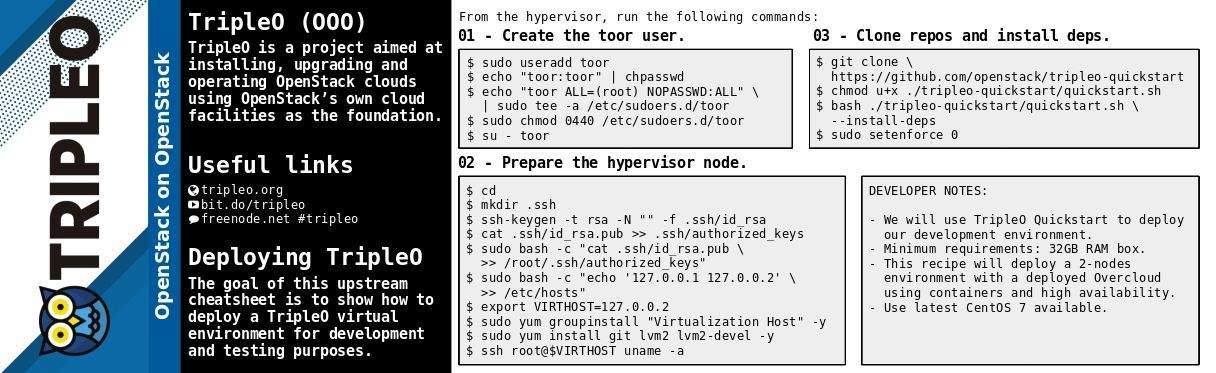 TRIPLEO
OpenStack on OpenStack
TripleO (OOO)
TripleO is a project aimed at
installing, upgrading and
operating OpenStack clouds
using OpenStack’s own cloud
facilities as the foundation.
Useful links
tripleo.org
bit.do/tripleo
freenode.net #tripleo
Deploying TripleO
The goal of this upstream
cheatsheet is to show how to
deploy a TripleO virtual
environment for development
and testing purposes.
From the hypervisor, run the following commands:
01 - Create the toor user.
$ sudo useradd toor
$ echo "toor:toor" | chpasswd
$ echo "toor ALL=(root) NOPASSWD:ALL" \
| sudo tee -a /etc/sudoers.d/toor
$ sudo chmod 0440 /etc/sudoers.d/toor
$ su - toor
02 - Prepare the hypervisor node.
$ cd
$ mkdir .ssh
$ ssh-keygen -t rsa -N "" -f .ssh/id_rsa
$ cat .ssh/id_rsa.pub >> .ssh/authorized_keys
$ sudo bash -c "cat .ssh/id_rsa.pub \
>> /root/.ssh/authorized_keys"
$ sudo bash -c "echo '127.0.0.1 127.0.0.2' \
>> /etc/hosts"
$ export VIRTHOST=127.0.0.2
$ sudo yum groupinstall "Virtualization Host" -y
$ sudo yum install git lvm2 lvm2-devel -y
$ ssh root@$VIRTHOST uname -a
03 - Clone repos and install deps.
$ git clone \
https://github.com/openstack/tripleo-quickstart
$ chmod u+x ./tripleo-quickstart/quickstart.sh
$ bash ./tripleo-quickstart/quickstart.sh \
--install-deps
$ sudo setenforce 0
DEVELOPER NOTES:
- We will use TripleO Quickstart to deploy
our development environment.
- Minimum requirements: 32GB RAM box.
- This recipe will deploy a 2-nodes
environment with a deployed Overcloud
using containers and high availability.
- Use latest CentOS 7 available.